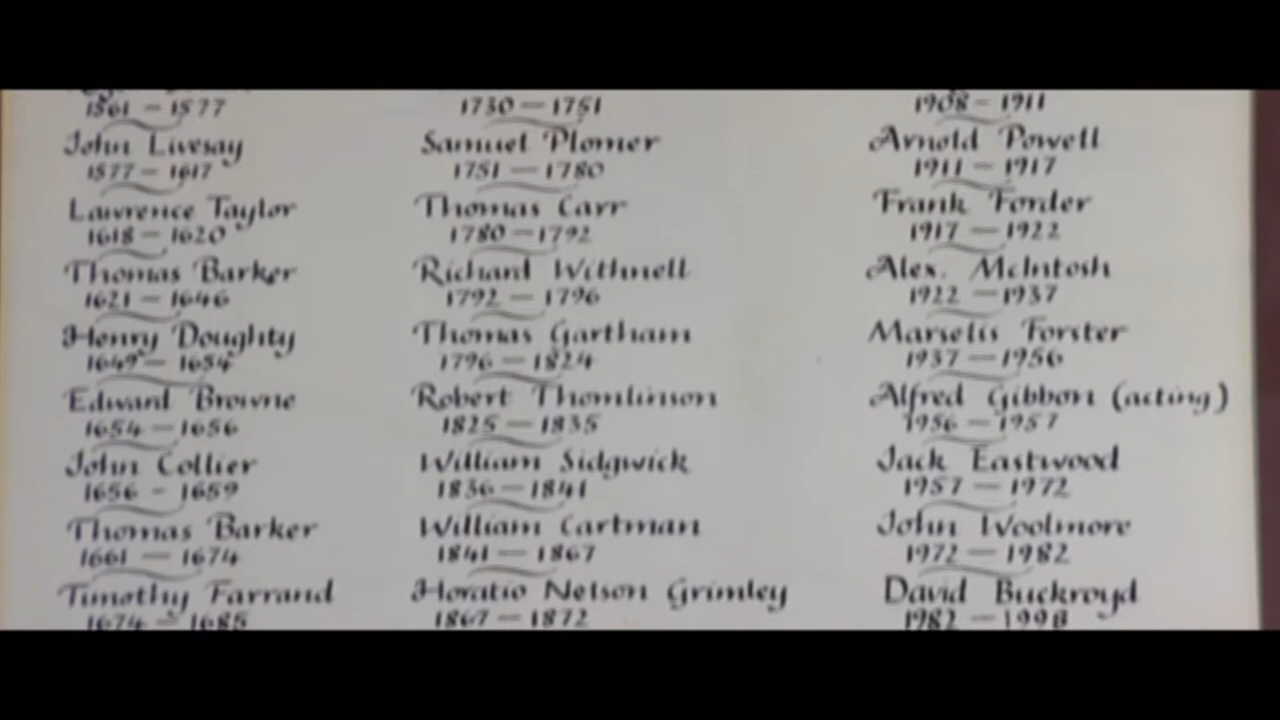 1561 – 1577
John Livesay
1577 – 1617
Lawrence Taylor
1618 – 1620
Thomas Barker
1621 – 1646
Henry Doughty
1649 – 1654
Edward Browne
1654 – 1656
John Collier
1656 – 1659
Thomas Barker
1661 – 1674
Timothy Farrand
1674 – 1685
1730 – 1751
Samuel Plomer
1751 – 1780
Thomas Carr
1780 – 1792
Richard Withnell
1792 – 1796
Thomas Gartham
1796 – 1824
Robert Thomlinson
1825 – 1835
William Sidgwick
1836 – 1841
William Cartman
1841 – 1867
Horatio Nelson Grimley
1867 – 1872
1908 – 1911
Arnold Powell
1911 – 1917
Frank Forder
1917 – 1922
Alex. McIntosh
1922 – 1937
Marselis Forster
1937 – 1956
Alfred Gibbon (acting)
1956 – 1957
Jack Eastwood
1957 – 1972
John Woolmore
1972 – 1982
David Buckroyd
1982 – 1998